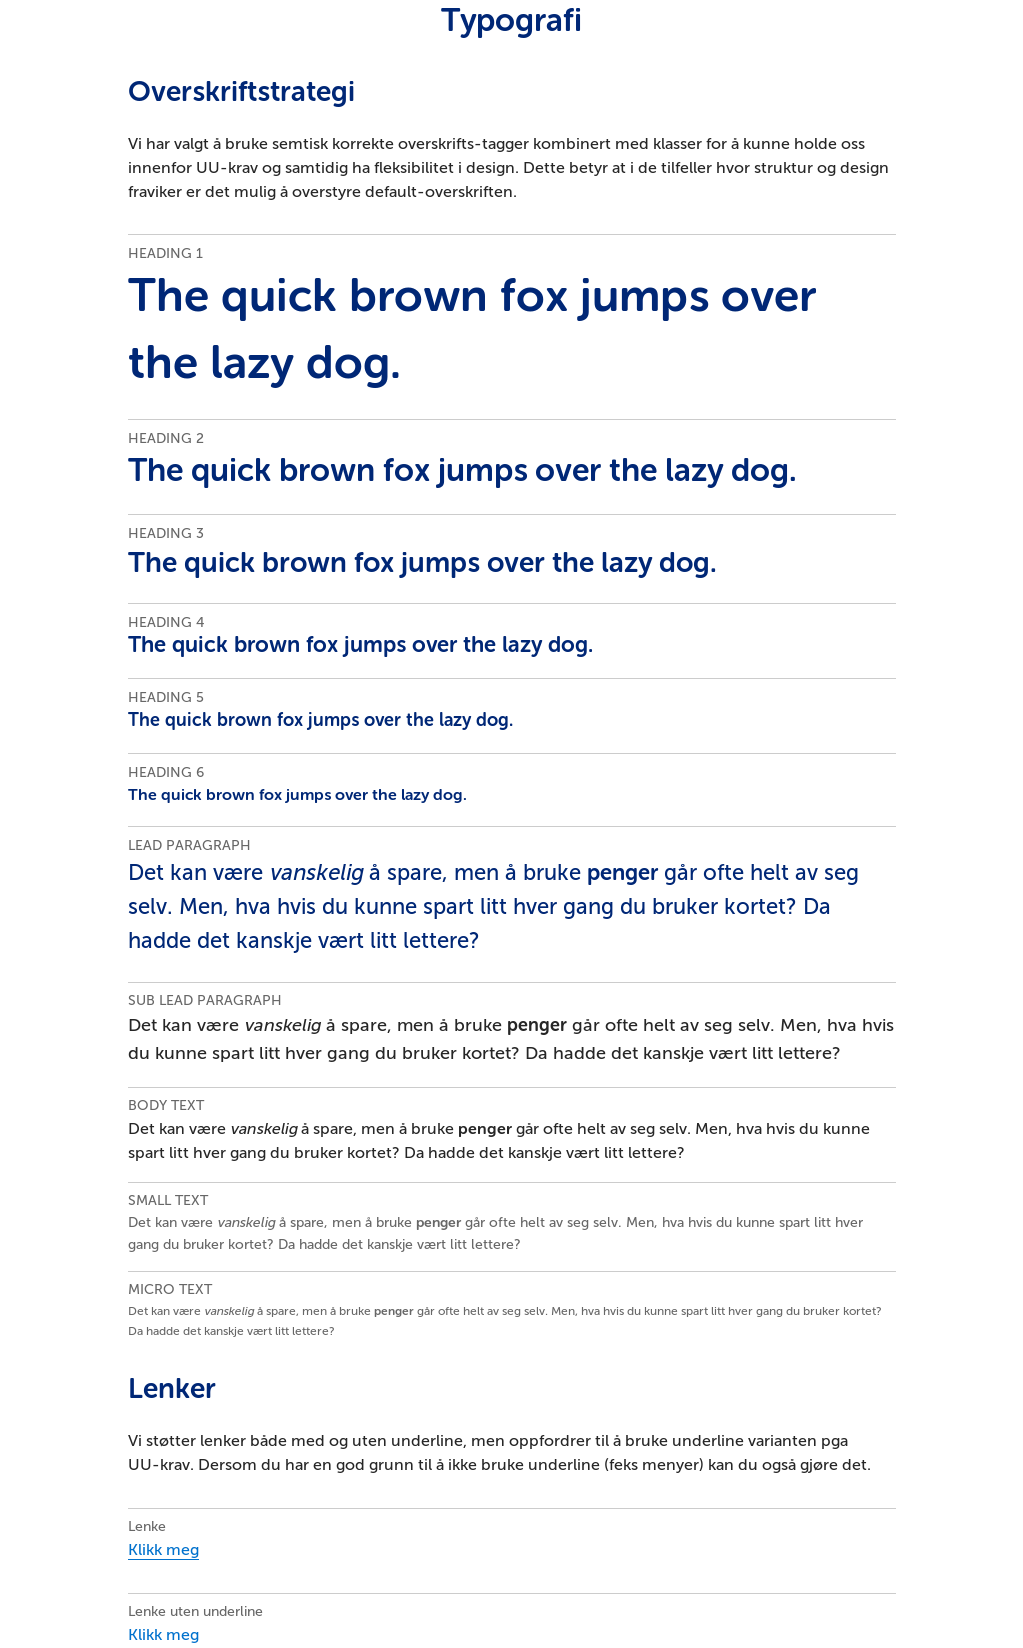 Typografi
Overskriftstrategi
Vi har valgt å bruke semtisk korrekte overskrifts-tagger kombinert med klasser for å kunne holde oss
innenfor UU-krav og samtidig ha fleksibilitet i design. Dette betyr at i de tilfeller hvor struktur og design
fraviker er det mulig å overstyre default-overskriften.
HEADING 1
The quick brown fox jumps over
the lazy dog.
HEADING 2
The quick brown fox jumps over the lazy dog.
HEADING 3
The quick brown fox jumps over the lazy dog.
HEADING 4
The quick brown fox jumps over the lazy dog.
HEADING 5
The quick brown fox jumps over the lazy dog.
HEADING 6
The quick brown fox jumps over the lazy dog.
LEAD PARAGRAPH
Det kan være vanskelig å spare, men å bruke penger går ofte helt av seg
selv. Men, hva hvis du kunne spart litt hver gang du bruker kortet? Da
hadde det kanskje vært litt lettere?
SUB LEAD PARAGRAPH
Det kan være vanskelig å spare, men å bruke penger går ofte helt av seg selv. Men, hva hvis
du kunne spart litt hver gang du bruker kortet? Da hadde det kanskje vært litt lettere?
BODY TEXT
Det kan være vanskelig å spare, men å bruke penger går ofte helt av seg selv. Men, hva hvis du kunne
spart litt hver gang du bruker kortet? Da hadde det kanskje vært litt lettere?
SMALL TEXT
Det kan være vanskelig å spare, men å bruke penger går ofte helt av seg selv. Men, hva hvis du kunne spart litt hver
gang du bruker kortet? Da hadde det kanskje vært litt lettere?
MICRO TEXT
Det kan være vanskelig å spare, men å bruke penger går ofte helt av seg selv. Men, hva hvis du kunne spart litt hver gang du bruker kortet?
Da hadde det kanskje vært litt lettere?
Lenker
Vi støtter lenker både med og uten underline, men oppfordrer til å bruke underline varianten pga
UU-krav. Dersom du har en god grunn til å ikke bruke underline (feks menyer) kan du også gjøre det.
Lenke
Klikk meg
Lenke uten underline
Klikk meg